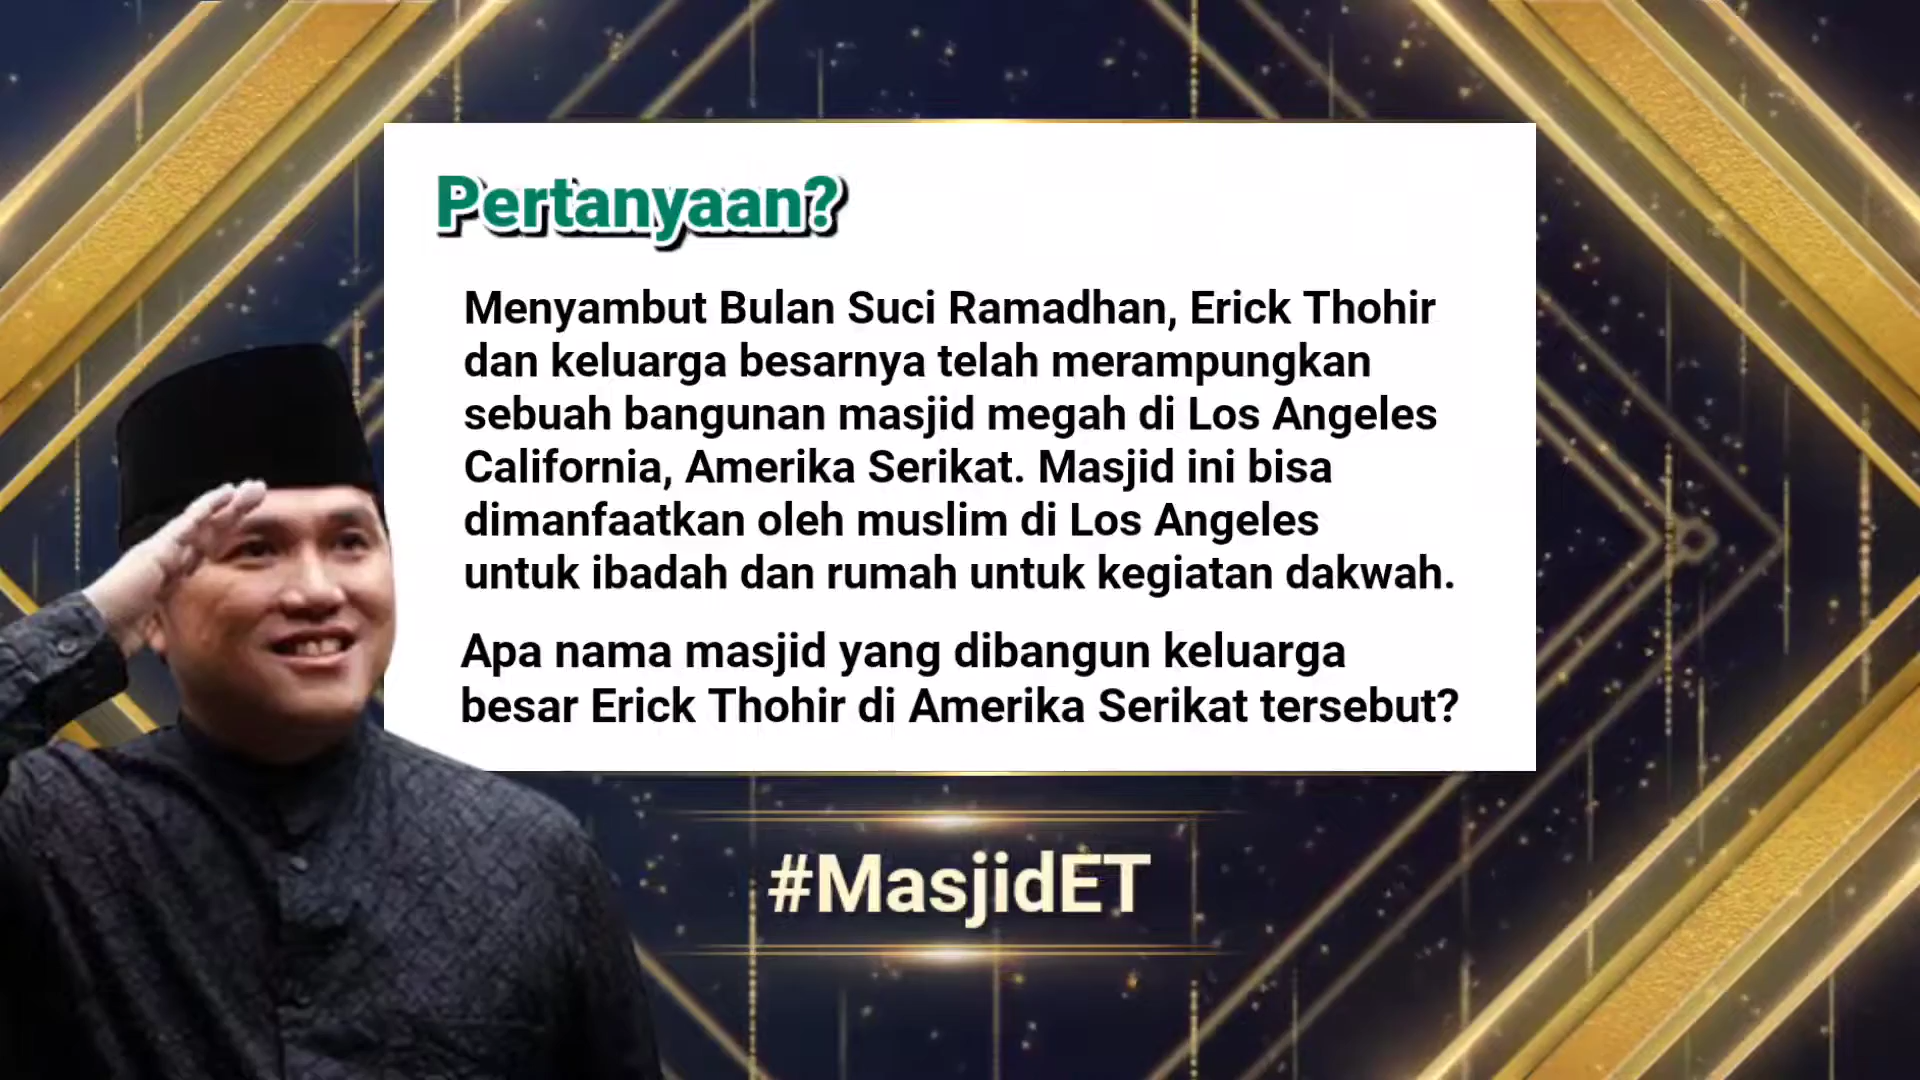 Pertanyaan?
Menyambut Bulan Suci Ramadhan, Erick Thohir
dan keluarga besarnya telah merampungkan
sebuah bangunan masjid megah di Los Angeles
California, Amerika Serikat. Masjid ini bisa
dimanfaatkan oleh muslim di Los Angeles
untuk ibadah dan rumah untuk kegiatan dakwah.
Apa nama masjid yang dibangun keluarga
besar Erick Thohir di Amerika Serikat tersebut?
#MasjidET